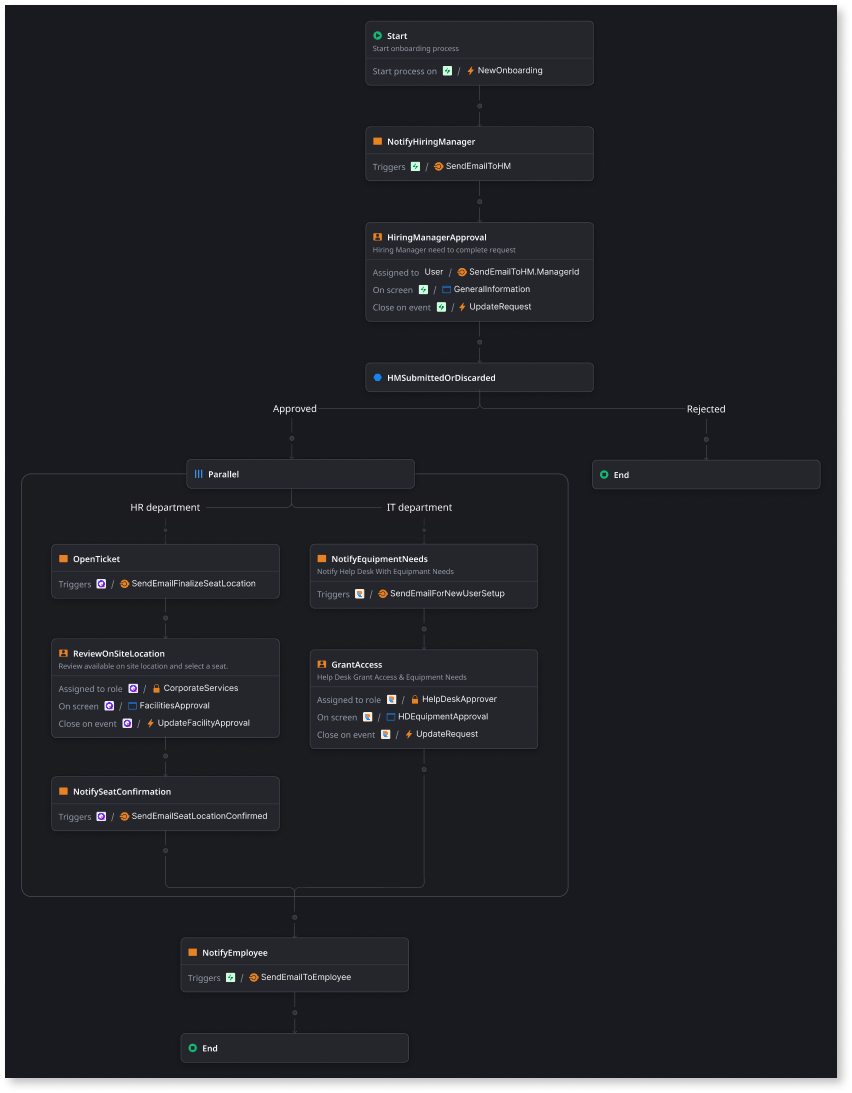 Start
Start onboarding process
Start process on / NewOnboarding
NotifyHiringManager
Triggers / SendEmailToHM
HiringManagerApproval
Hiring Manager need to complete request
Assigned to User / SendEmailToHM.ManagerId
On screen / GeneralInformation
Close on event / UpdateRequest
HMSubmittedOrDiscarded
Approved
Rejected
Parallel
End
HR department
IT department
OpenTicket
Triggers / SendEmailFinalizeSeatLocation
ReviewOnSiteLocation
Review available on site location and select a seat.
Assigned to role / CorporateServices
On screen / FacilitiesApproval
Close on event / UpdateFacilityApproval
NotifySeatConfirmation
Triggers / SendEmailSeatLocationConfirmed
NotifyEquipmentNeeds
Notify Help Desk With Equipmant Needs
Triggers / SendEmailForNewUserSetup
GrantAccess
Help Desk Grant Access & Equipment Needs
Assigned to role / HelpDeskApprover
On screen / HDEquipmentApproval
Close on event / UpdateRequest
NotifyEmployee
Triggers / SendEmailToEmployee
End